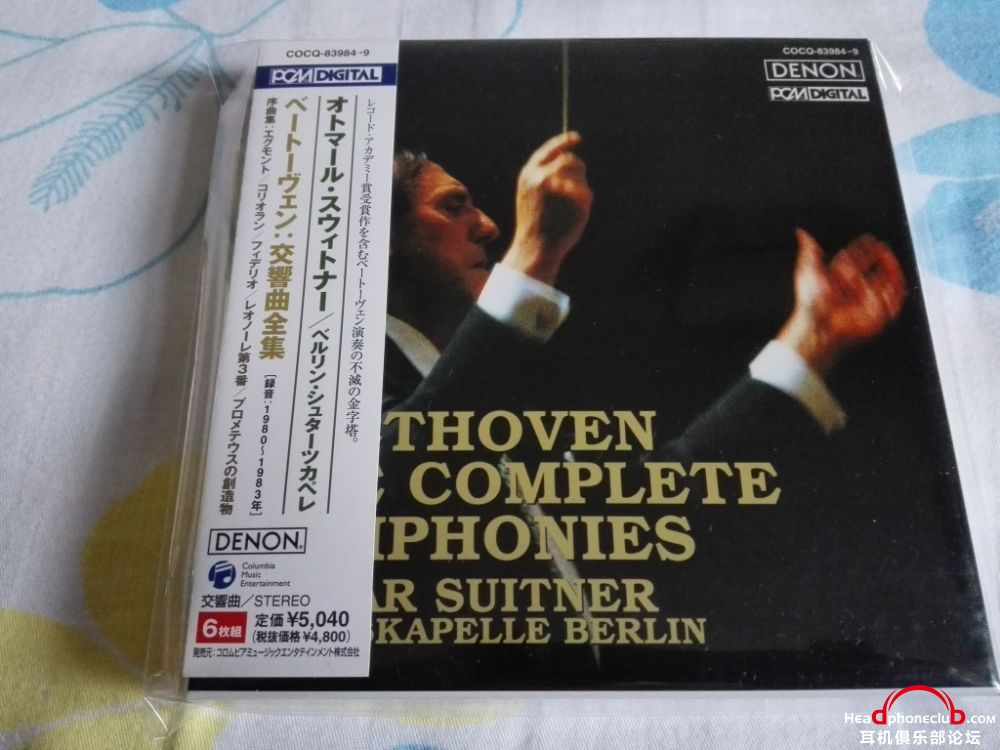 COCQ-83984-9
PCM DIGITAL
レコード・アカデミー賞受賞作を含むベートーヴェン演奏の不滅の金字塔。
オトマール・スウィトナー/ベルリン・シュターツカペレ
ベートーヴェン:交響曲全集
[録音:1980~1983年]
序曲集:エグモント/コリオラン/フィデリオ/レオノーレ第3番/プロメテウスの創造物
DENON
Columbia
Music
Entertainment
交響曲/STEREO
6枚組
定価 ¥5,040
(税抜価格 ¥4,800)
発売元:コロムビアミュージックエンタテインメント株式会社
COCQ-83984-9
DENON
PCM DIGITAL
THOVEN
COMPLETE
PHONIES
AR SUITNER
SKAPELLE BERLIN
Headphoneclub.com
耳机俱乐部论坛